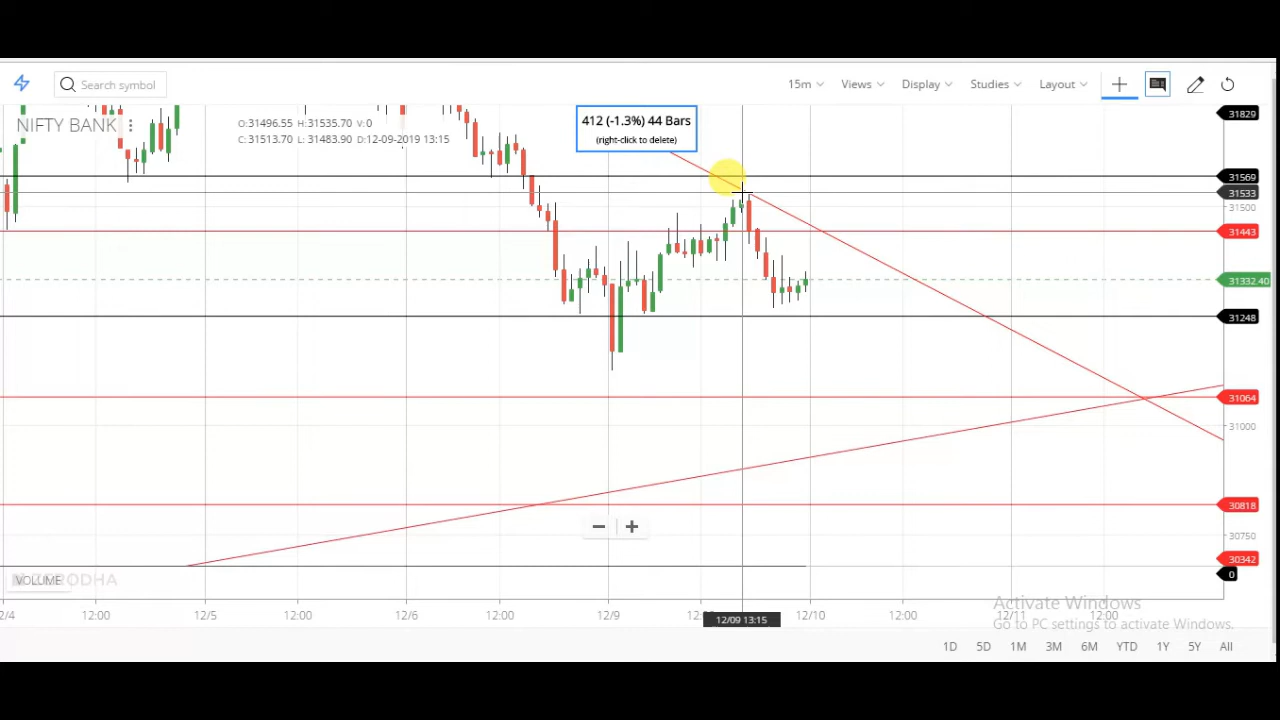 Search symbol
15m Views Display Studies Layout
NIFTY BANK
O:31496.55 H:31535.70 V:0
C:31513.70 L: 31483.90 D:12-09-2019 13:15
412 (-1.3%) 44 Bars
(right-click to delete)
31829
31569
31533
31500
31443
31332.40
31248
31064
31000
30818
30750
30342
0
VOLUME
12:00 12/5 12:00 12/6 12:00 12/9 12/10 12:00 12/11 12:00
12/09 13:15
Activate Windows
Go to PC settings to activate Windows.
1D 5D 1M 3M 6M YTD 1Y 5Y All